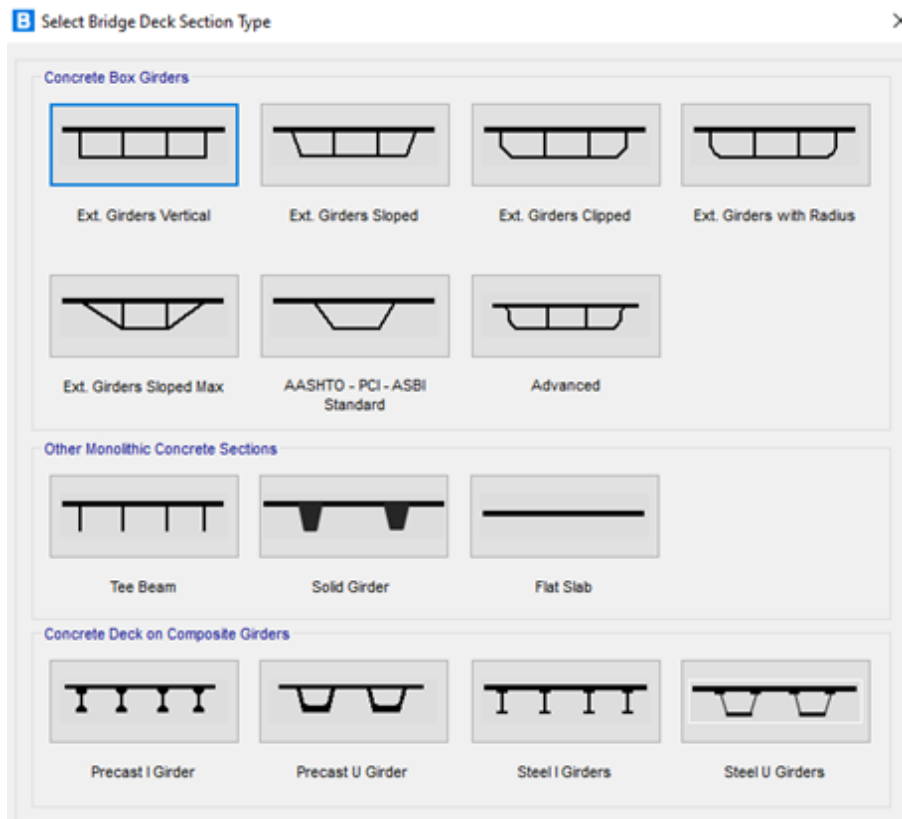 B Select Bridge Deck Section Type
Concrete Box Girders
Ext. Girders Vertical
Ext. Girders Sloped
Ext. Girders Clipped
Ext. Girders with Radius
Ext. Girders Sloped Max
AASHTO - PCI - ASBI
Standard
Advanced
Other Monolithic Concrete Sections
Tee Beam
Solid Girder
Flat Slab
Concrete Deck on Composite Girders
Precast I Girder
Precast U Girder
Steel I Girders
Steel U Girders